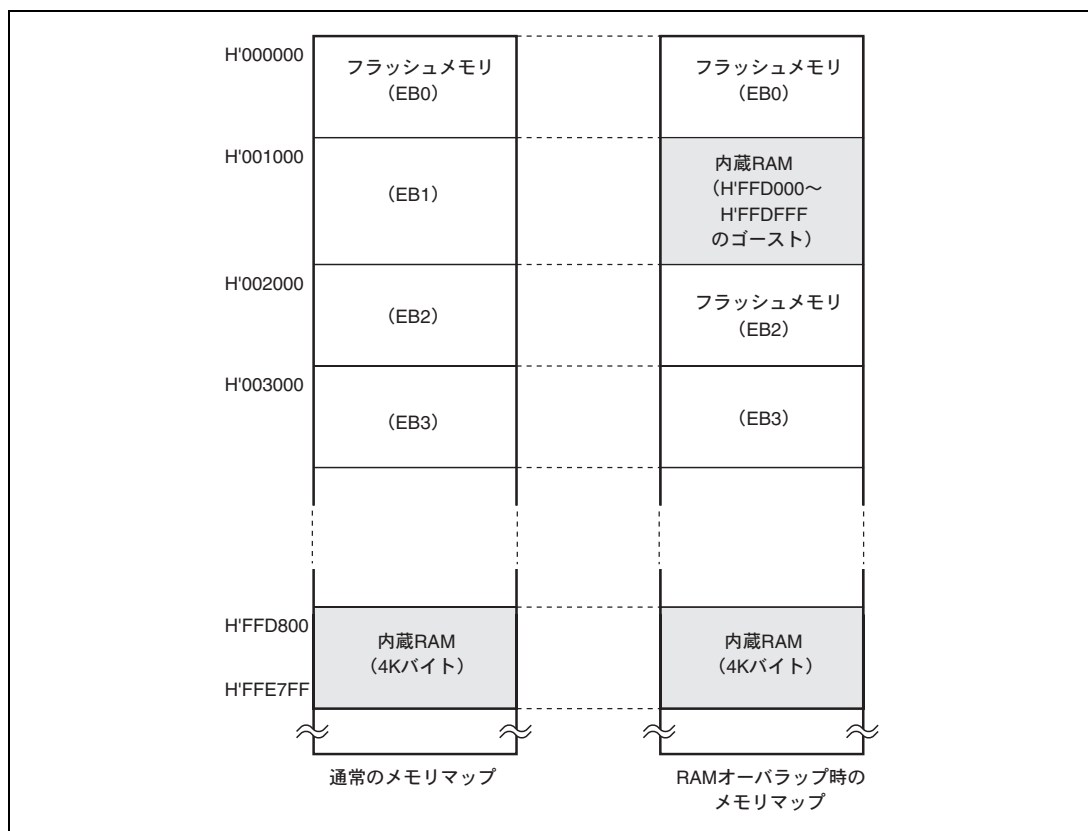 H'000000
フラッシュメモリ
（EB0）
フラッシュメモリ
（EB0）
H'001000
（EB1）
内蔵RAM
（H'FFD000～
H'FFDFFF
のゴースト）
H'002000
（EB2）
フラッシュメモリ
（EB2）
H'003000
（EB3）
（EB3）
H'FFD800
内蔵RAM
（4Kバイト）
内蔵RAM
（4Kバイト）
H'FFE7FF
通常のメモリマップ
RAMオーバラップ時の
メモリマップ